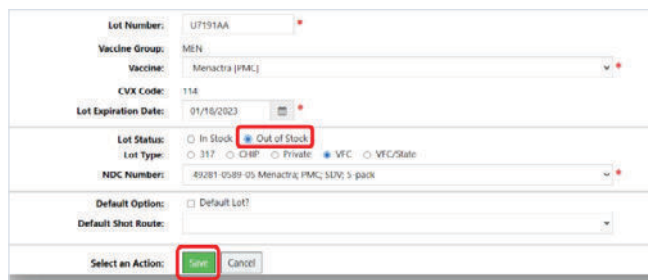 Lot Number: U7191AA *
Vaccine Group: MEN
Vaccine: Menactra (PMC) *
CVX Code: 114
Lot Expiration Date: 01/18/2023 *
Lot Status: In Stock Out of Stock
Lot Type: 317 CHIP Private VFC VFC/State
NDC Number: 49281-0589-05 Menactra; PMC; SDV; 5-pack *
Default Option: Default Lot?
Default Shot Route:
Select an Action: Save Cancel